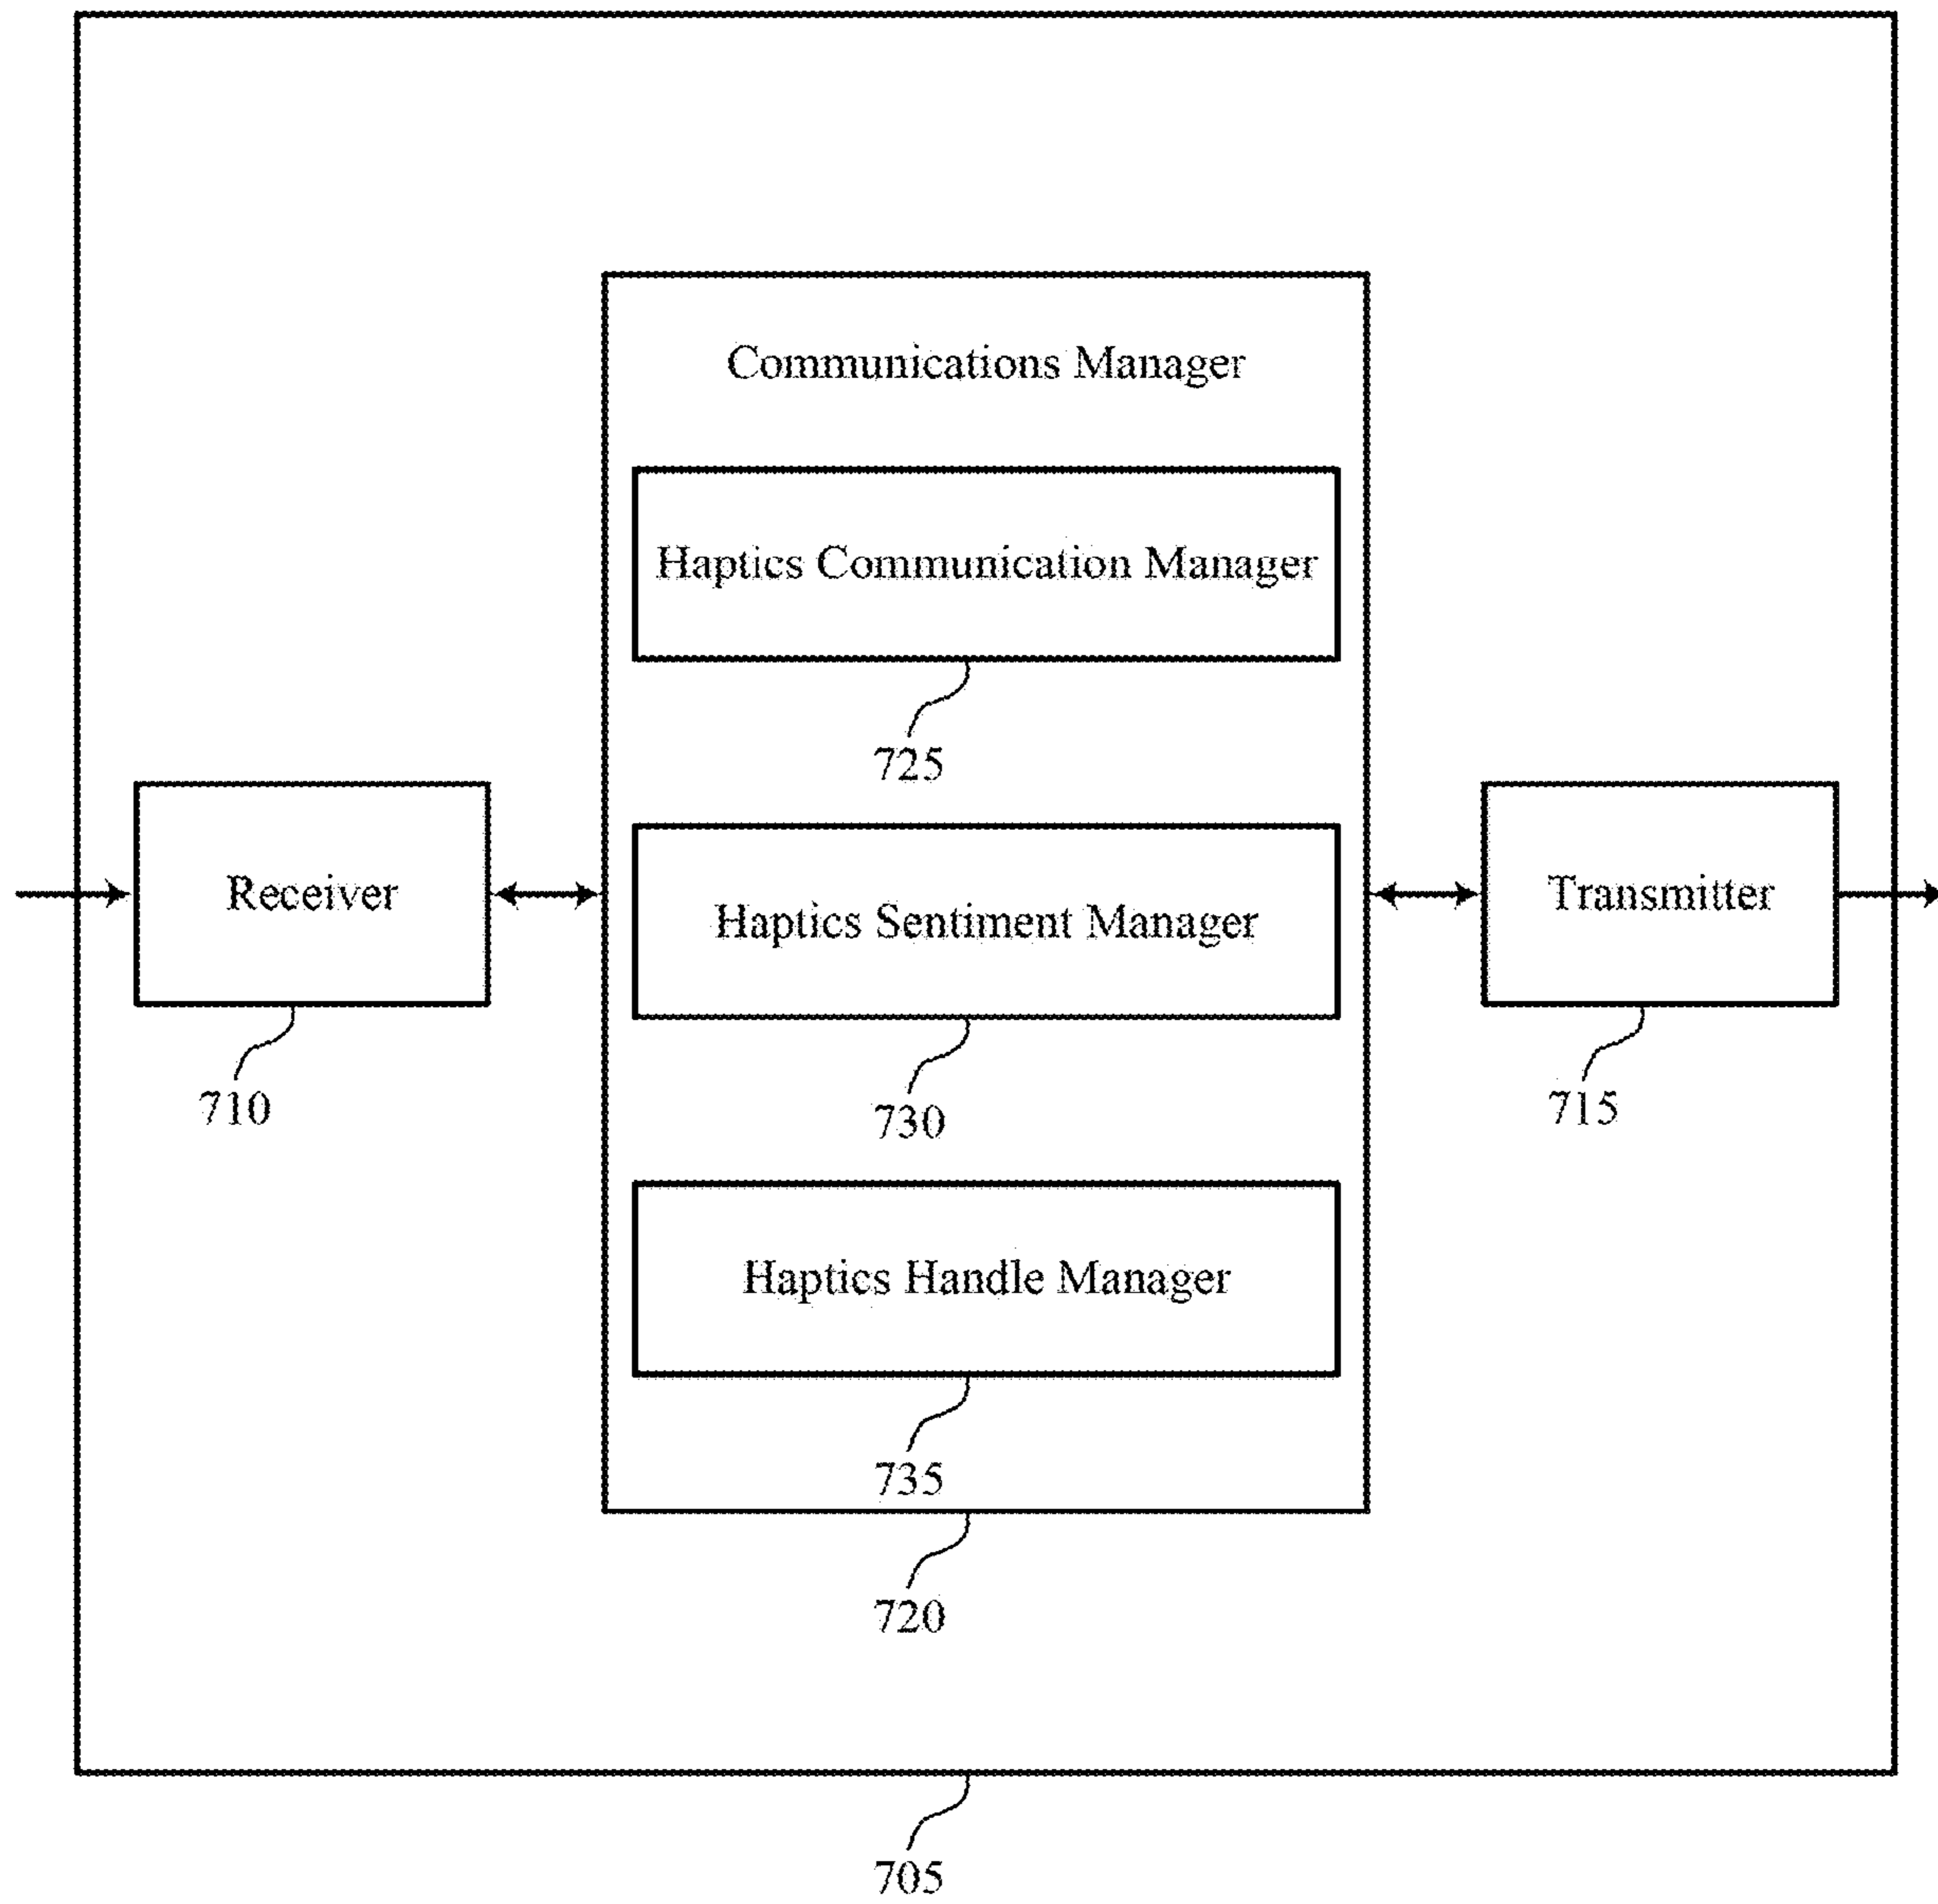 Communications Manager
Haptics Communication Manager
725
Receiver
Haptics Sentiment Manager
Transmitter
710
730
715
Haptics Handle Manager
735
720
705